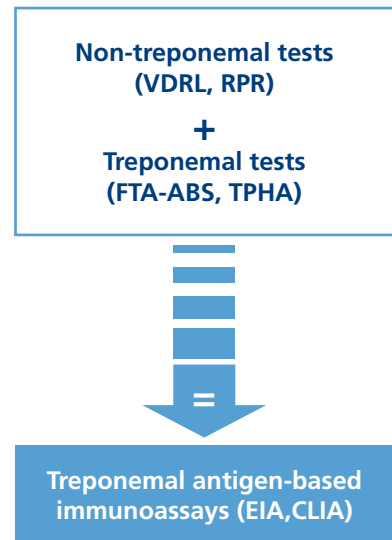 Non-treponemal tests
(VDRL, RPR)
+
Treponemal tests
(FTA-ABS, TPHA)
=
Treponemal antigen-based
immunoassays (EIA,CLIA)